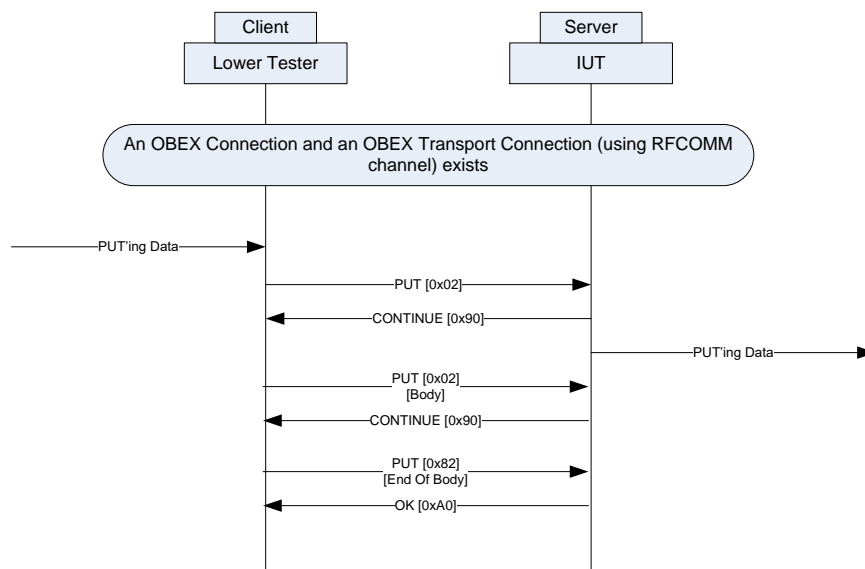 Client
Server
Lower Tester
IUT
An OBEX Connection and an OBEX Transport Connection (using RFCOMM
channel) exists
PUT'ing Data
PUT [0x02]
CONTINUE [0x90]
PUT'ing Data
PUT [0x02]
[Body]
CONTINUE [0x90]
PUT [0x82]
[End Of Body]
OK [0xA0]